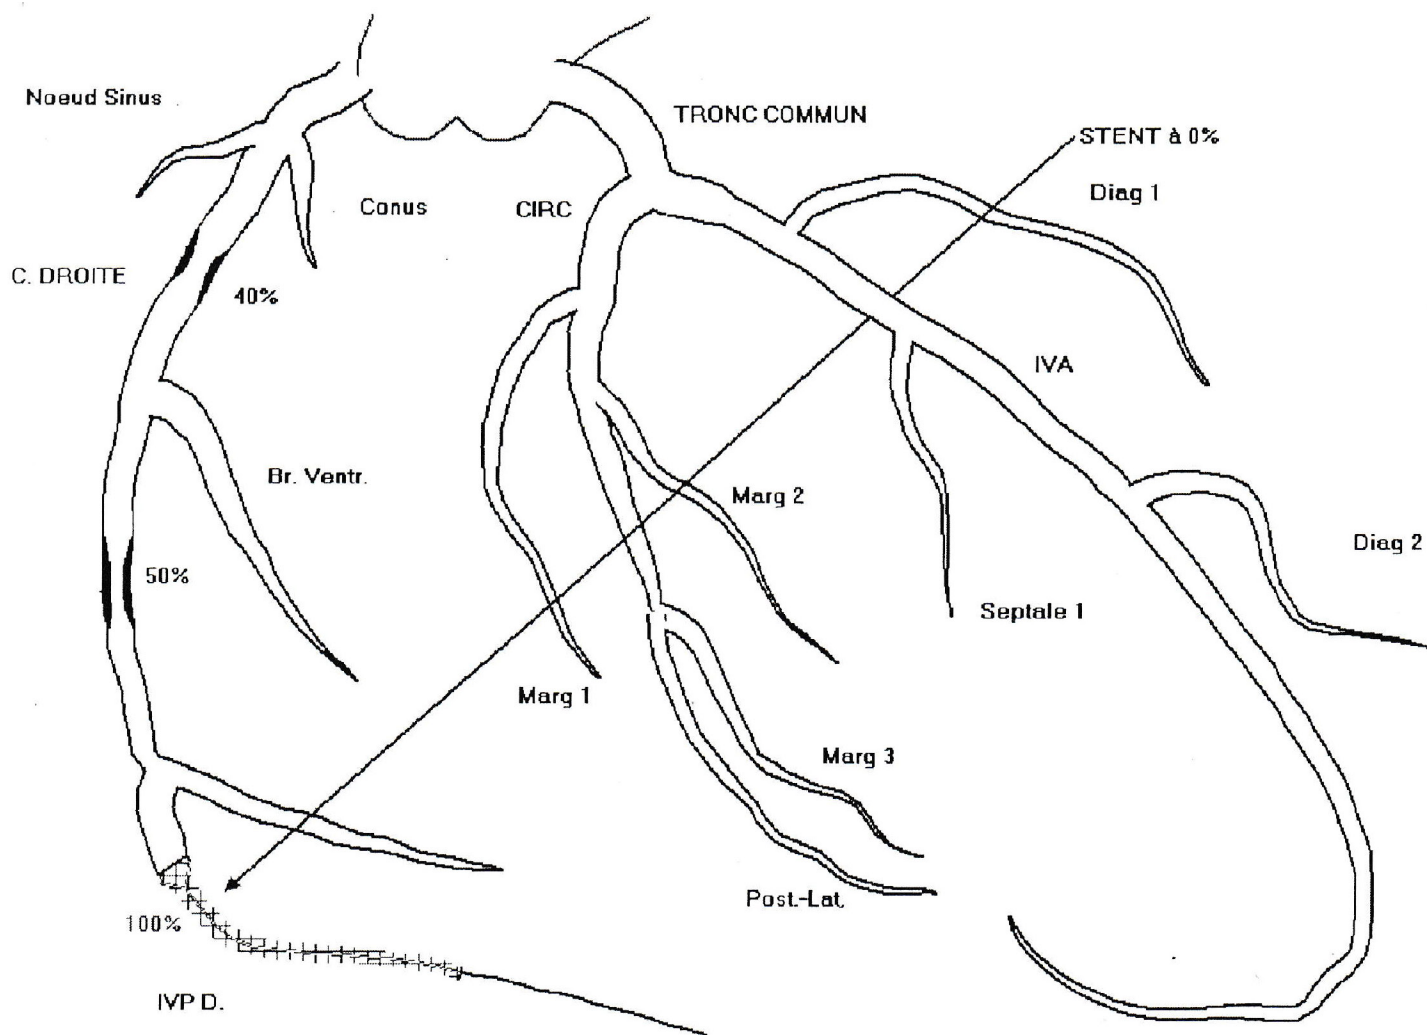 Noeud Sinus
TRONC COMMUN
STENT à 0%
Diag 1
Conus
CIRC
C. DROITE
40%
IVA
Br. Ventr.
Marg 2
Diag 2
50%
Septale 1
Marg 1
Marg 3
Post.-Lat.
100%
IVP D.